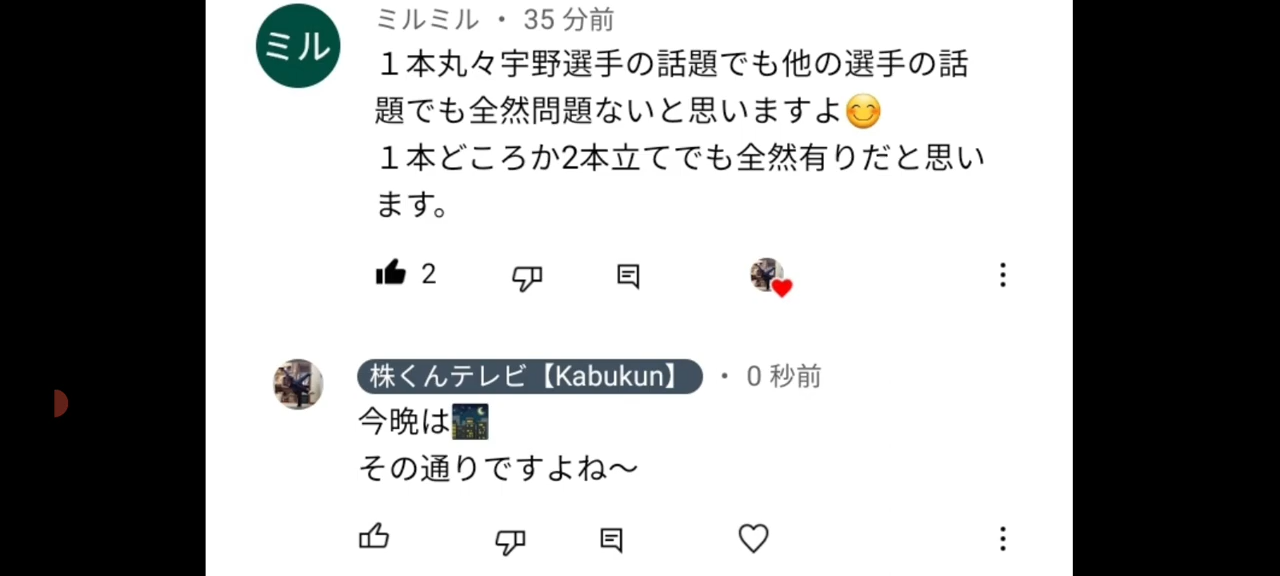 ミル
ミルミル • 35 分前
１本丸々宇野選手の話題でも他の選手の話
題でも全然問題ないと思いますよ😊
１本どころか2本立てでも全然有りだと思い
ます。
2
株くんテレビ【Kabukun】 • 0 秒前
今晩は🌃
その通りですよね〜